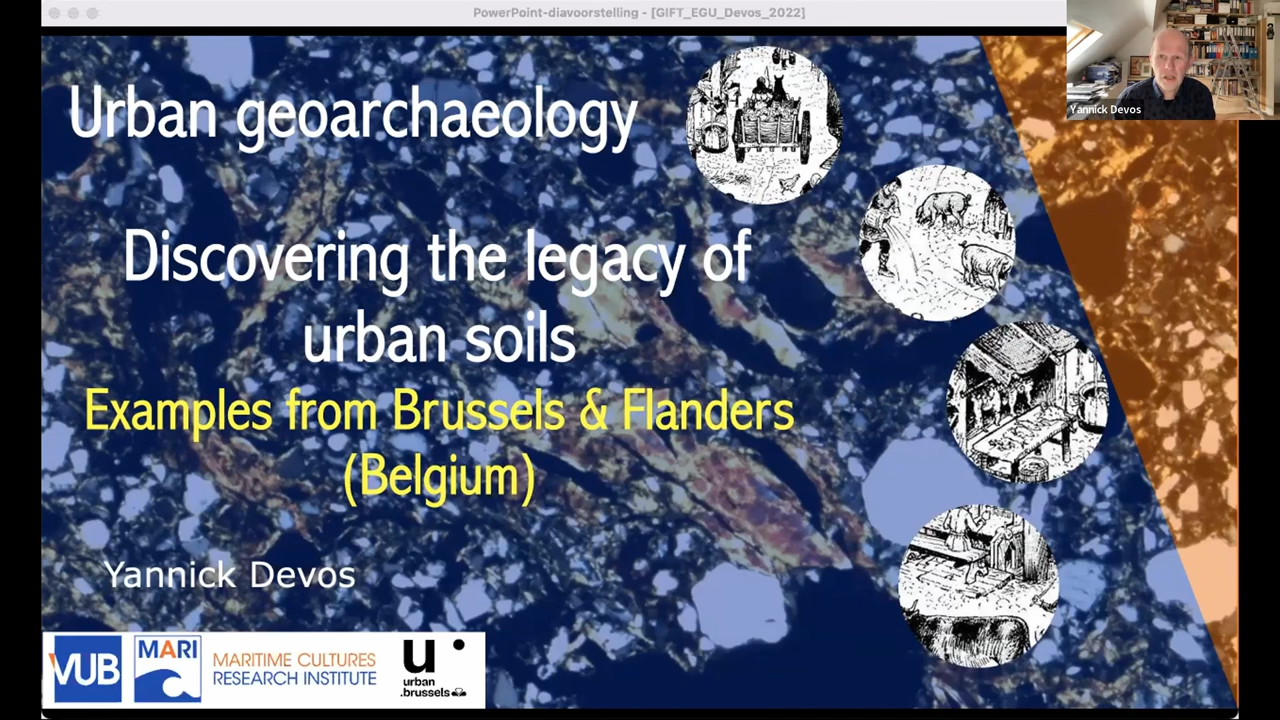 PowerPoint-diavoorstelling - [GIFT_EGU_Devos_2022]
Yannick Devos
Urban geoarchaeology
Discovering the legacy of
urban soils
Examples from Brussels & Flanders
(Belgium)
Yannick Devos
VUB
MARI
MARITIME CULTURES
RESEARCH INSTITUTE
u
urban
.brussels